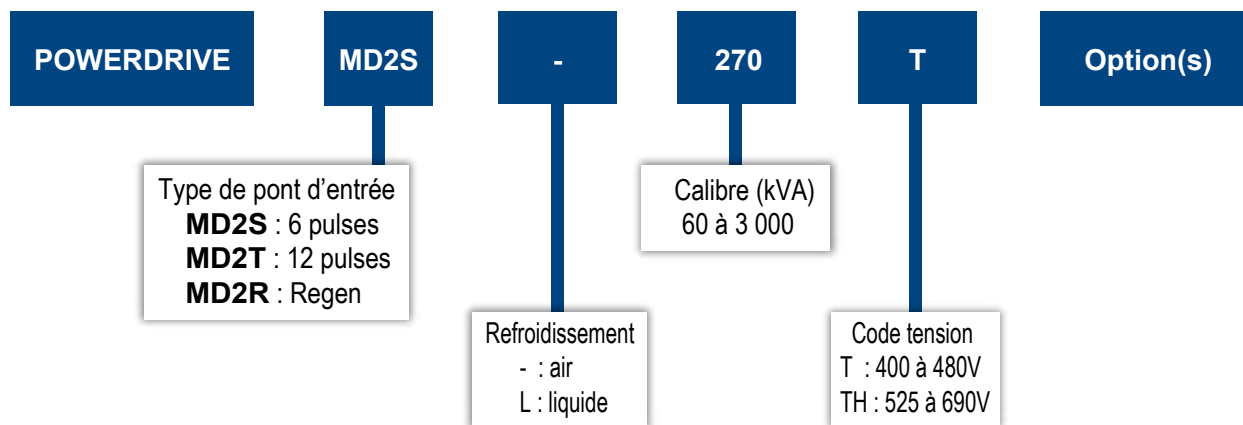 POWERDRIVE MD2S - 270 T Option(s)
Type de pont d’entrée
MD2S : 6 pulses
MD2T : 12 pulses
MD2R : Regen
Calibre (kVA)
60 à 3 000
Refroidissement
- : air
L : liquide
Code tension
T : 400 à 480V
TH : 525 à 690V